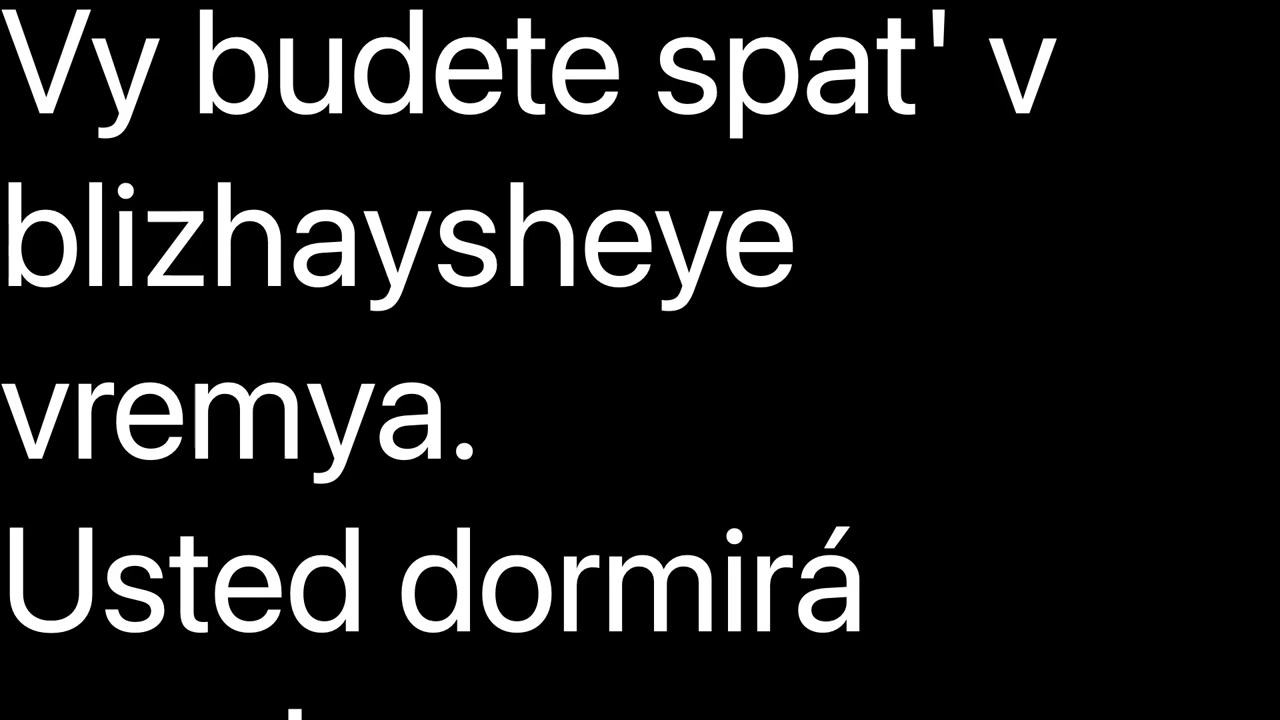 Vy budete spat' v
blizhaysheye
vremya.
Usted dormirá